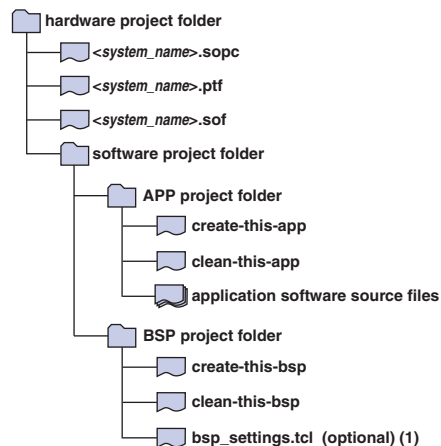 hardware project folder
<system_name>.sopc
<system_name>.ptf
<system_name>.sof
software project folder
APP project folder
create-this-app
clean-this-app
application software source files
BSP project folder
create-this-bsp
clean-this-bsp
bsp_settings.tcl (optional) (1)